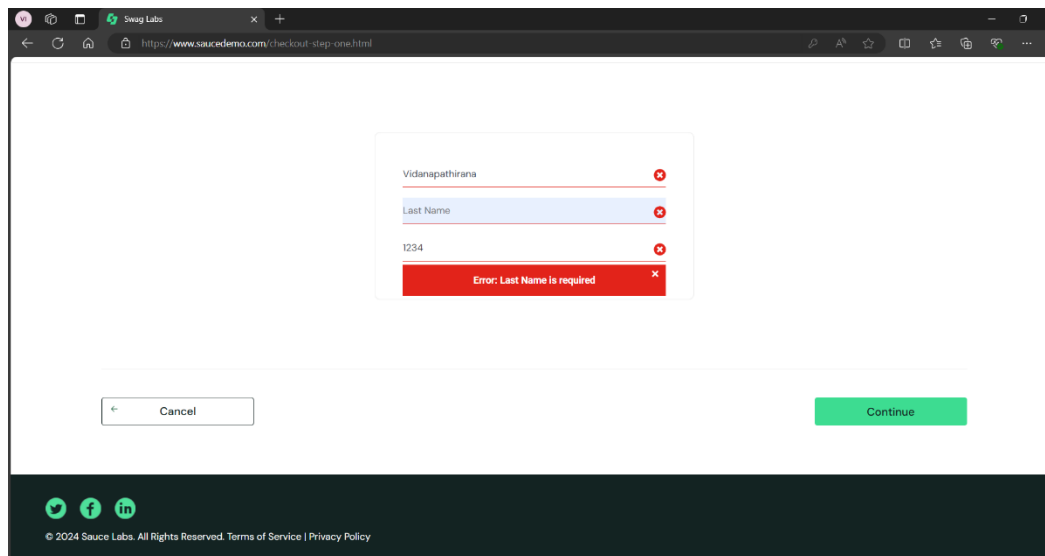 VI
Swag Labs
https://www.saucedemo.com/checkout-step-one.html
Vidanapathirana
Last Name
1234
Error: Last Name is required
Cancel
Continue
© 2024 Sauce Labs. All Rights Reserved. Terms of Service | Privacy Policy